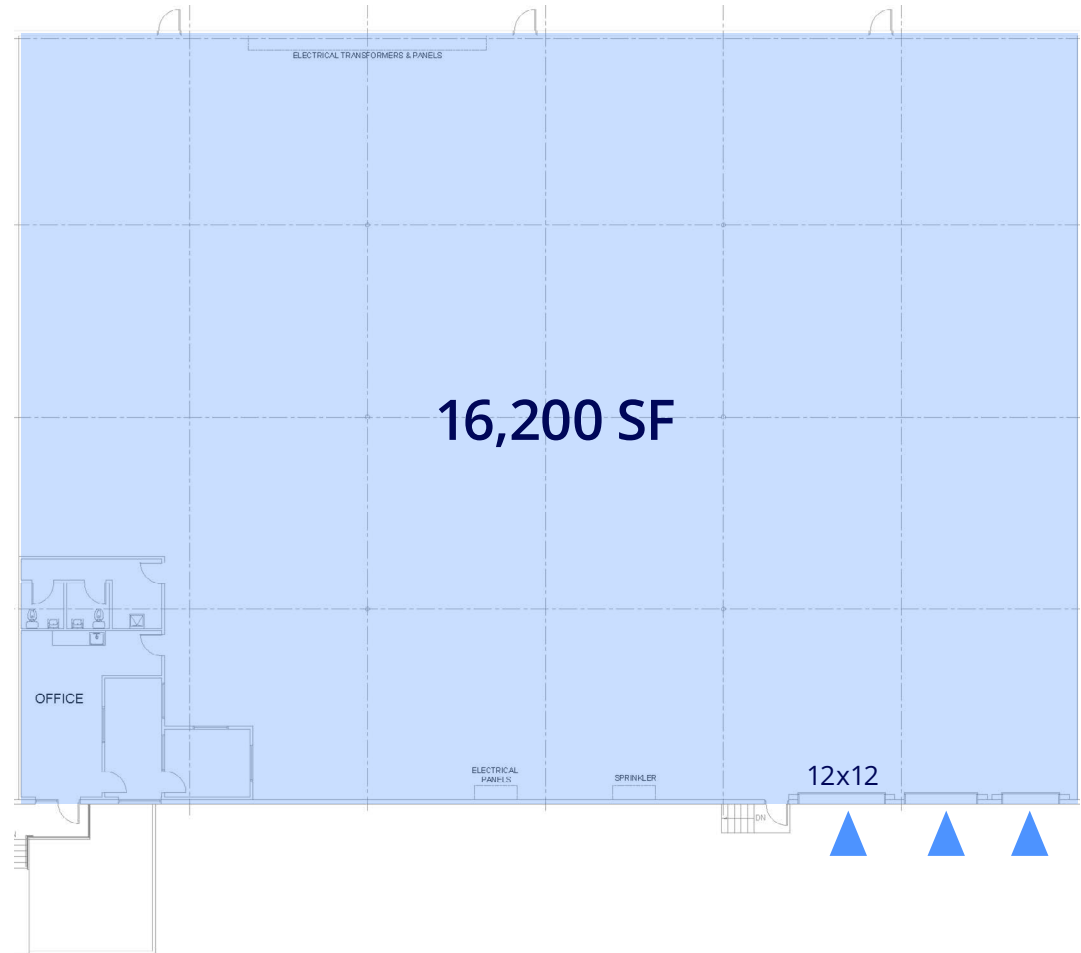 ELECTRICAL TRANSFORMERS & PANELS
16,200 SF
OFFICE
ELECTRICAL
PANELS
SPRINKLER
12x12
DN